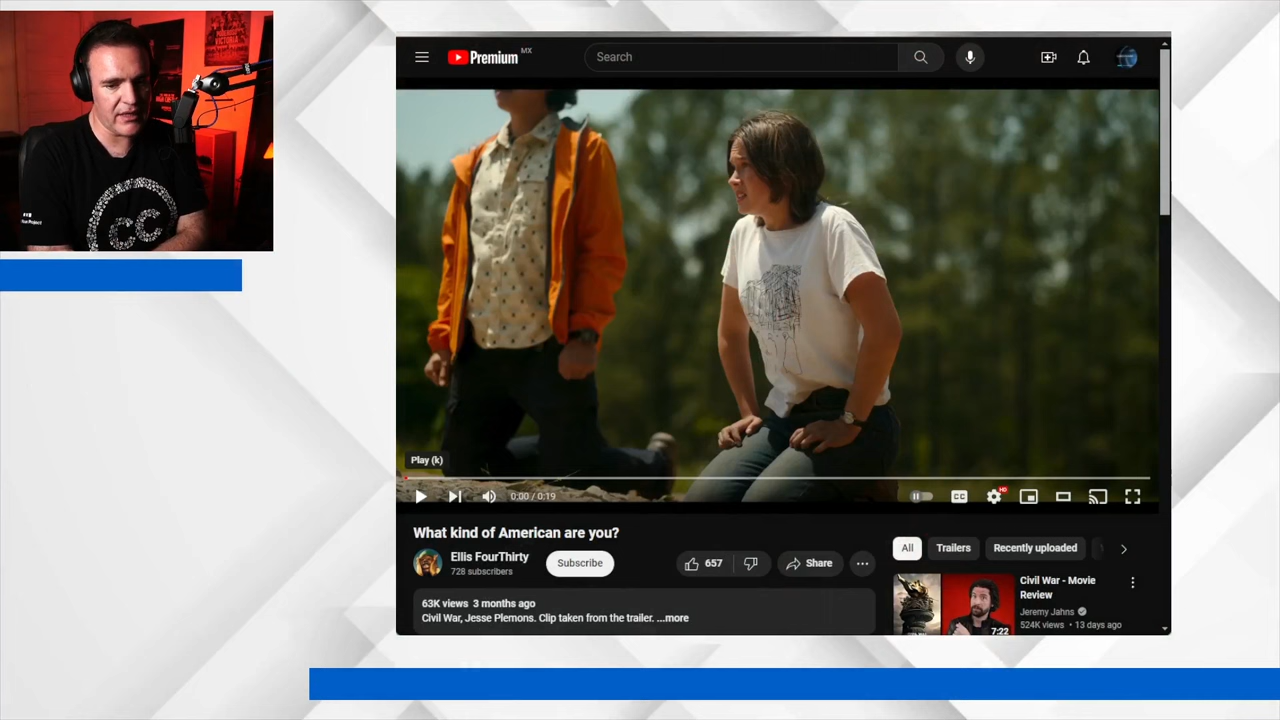 Premium MX
Search
Play (k)
0:00 / 0:19
CC
HD
What kind of American are you?
Ellis FourThirty
728 subscribers
Subscribe
657
Share
63K views 3 months ago
Civil War, Jesse Plemons. Clip taken from the trailer. ...more
All
Trailers
Recently uploaded
Civil War - Movie
Review
Jeremy Jahns
524K views • 13 days ago
7:22
CC